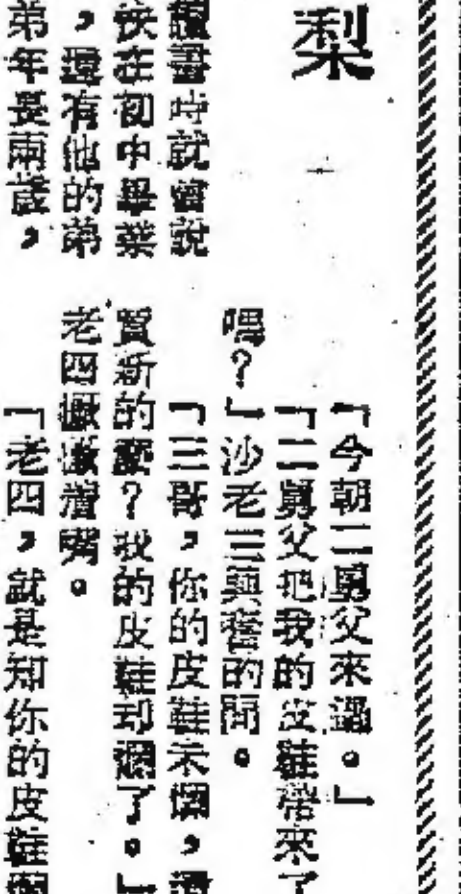 梨
讀書時就曾說
快在初中畢業
，還有他的弟
弟年長兩歲，
「今朝二舅父來過。」
「二舅父把我的皮鞋帶來了
嗎？」沙老三興奮的問。
「三哥，你的皮鞋未爛，還
買新的麼？我的皮鞋却爛了。」
老四撅撅着嘴。
「老四，就是知你的皮鞋爛